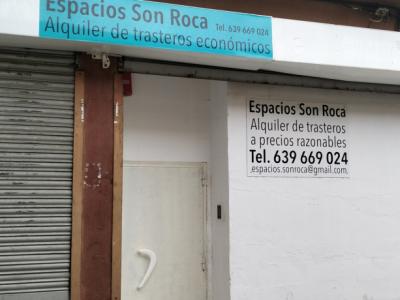 Espacios Son Roca Tel. 639 669 024
Alquiler de trasteros económicos
Espacios Son Roca
Alquiler de trasteros
a precios razonables
Tel. 639 669 024
espacios.sonroca@gmail.com